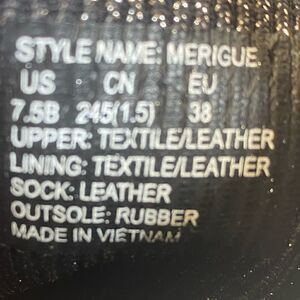 STYLE NAME: MERIGUE
US CN EU
7.5B 245(1.5) 38
UPPER: TEXTILE/LEATHER
LINING: TEXTILE/LEATHER
SOCK: LEATHER
OUTSOLE: RUBBER
MADE IN VIETNAM